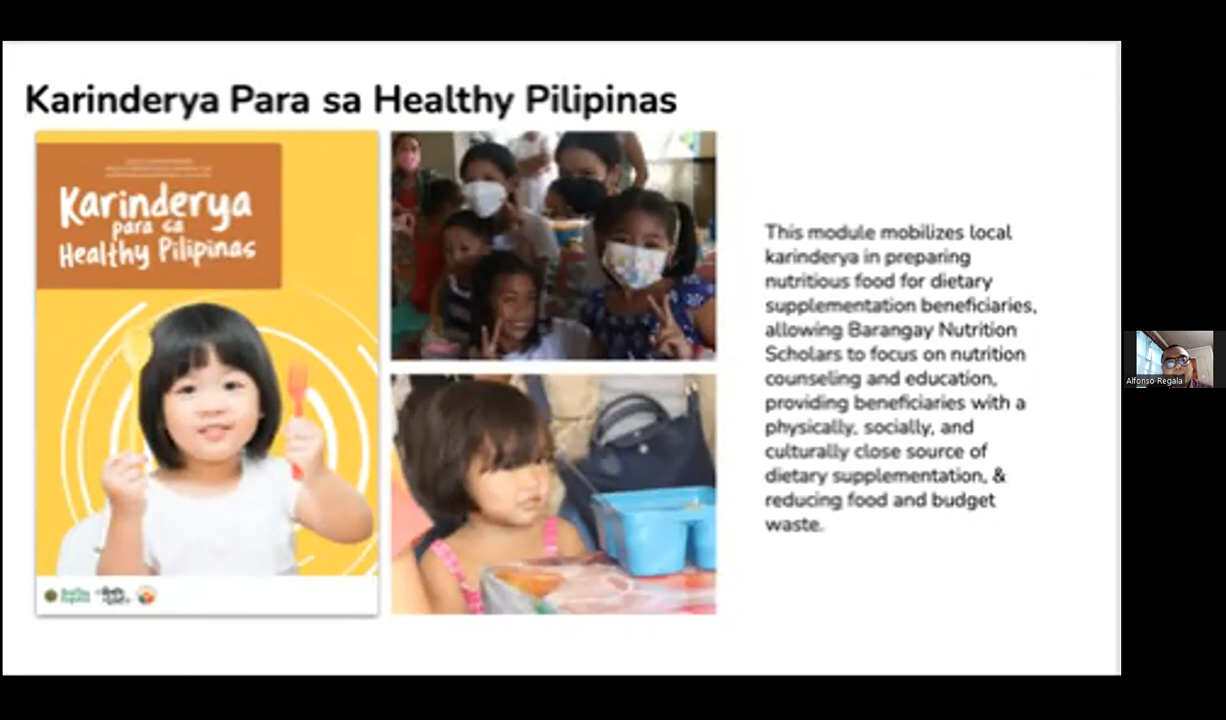 Karinderya Para sa Healthy Pilipinas
Karinderya
para sa
Healthy Pilipinas
This module mobilizes local
karinderya in preparing
nutritious food for dietary
supplementation beneficiaries,
allowing Barangay Nutrition
Scholars to focus on nutrition
counseling and education,
providing beneficiaries with a
physically, socially, and
culturally close source of
dietary supplementation, &
reducing food and budget
waste.
Alfonso Regala